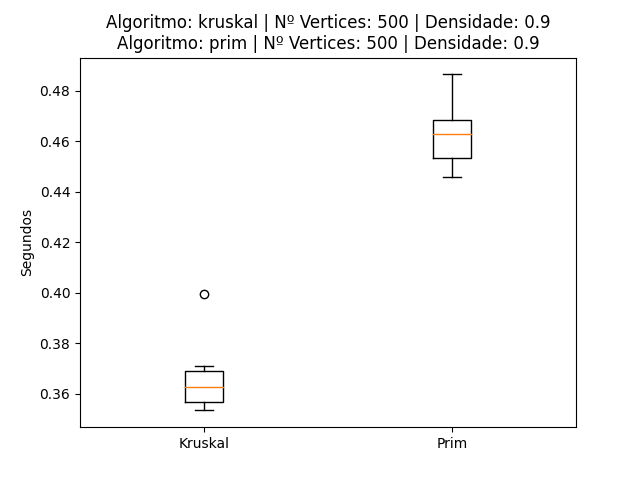 Algoritmo: kruskal | Nº Vertices: 500 | Densidade: 0.9
Algoritmo: prim | Nº Vertices: 500 | Densidade: 0.9
0.48
0.46
0.44
0.42
0.40
0.38
0.36
Segundos
Kruskal
Prim